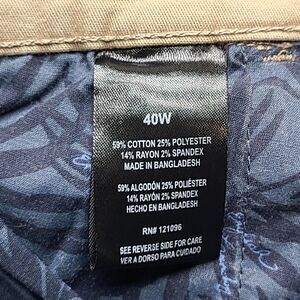 40W
59% COTTON 25% POLYESTER
14% RAYON 2% SPANDEX
MADE IN BANGLADESH
59% ALGODÓN 25% POLIÉSTER
14% RAYON 2% SPANDEX
HECHO EN BANGLADESH
RN# 121096
SEE REVERSE SIDE FOR CARE
VER A DORSO PARA CUIDADO